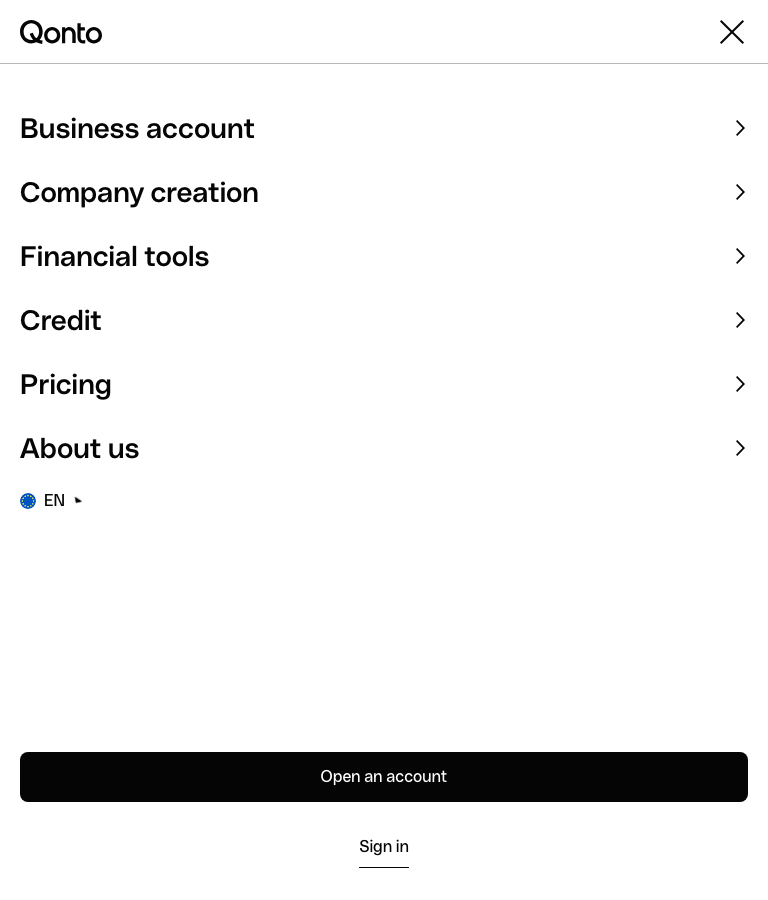 Qonto
Business account
Company creation
Financial tools
Credit
Pricing
About us
EN
Open an account
Sign in